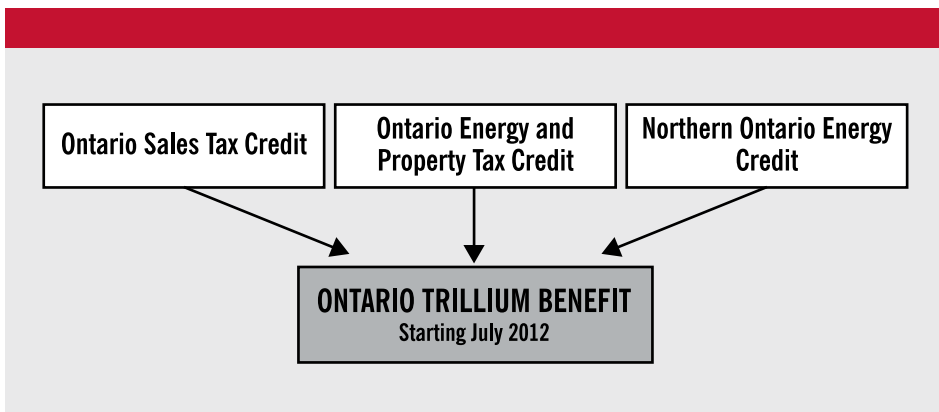 Ontario Sales Tax Credit
Ontario Energy and
Property Tax Credit
Northern Ontario Energy
Credit
ONTARIO TRILLIUM BENEFIT
Starting July 2012